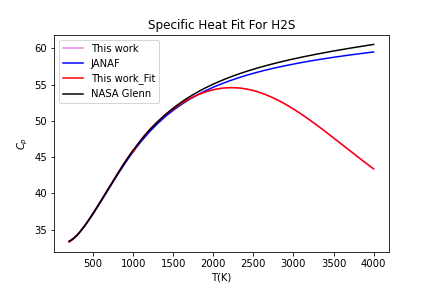 Specific Heat Fit For H2S
This work
JANAF
This work_Fit
NASA Glenn
60
55
50
45
40
35
C_p
500 1000 1500 2000 2500 3000 3500 4000
T(K)